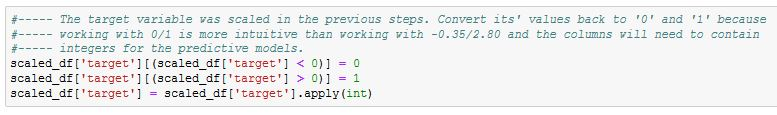 #----- The target variable was scaled in the previous steps. Convert its' values back to '0' and '1' because
#----- working with 0/1 is more intuitive than working with -0.35/2.80 and the columns will need to contain
#----- integers for the predictive models.
scaled_df['target'][(scaled_df['target'] < 0)] = 0
scaled_df['target'][(scaled_df['target'] > 0)] = 1
scaled_df['target'] = scaled_df['target'].apply(int)